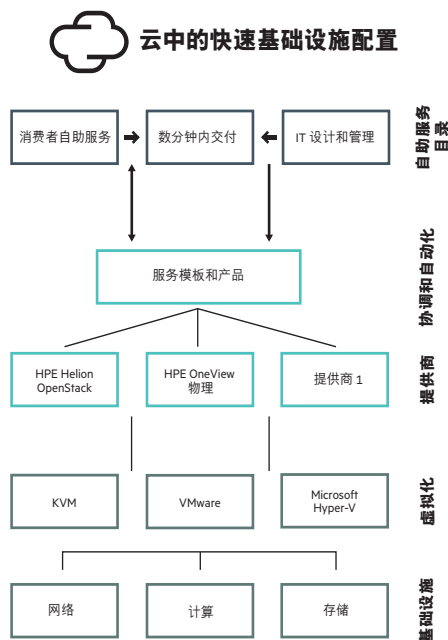 云中的快速基础设施配置
消费者自助服务
数分钟内交付
IT 设计和管理
自助服务
目录
服务模板和产品
协调和自动化
HPE Helion
OpenStack
HPE OneView
物理
提供商 1
提供商
KVM
VMware
Microsoft
Hyper-V
虚拟化
网络
计算
存储
基础设施